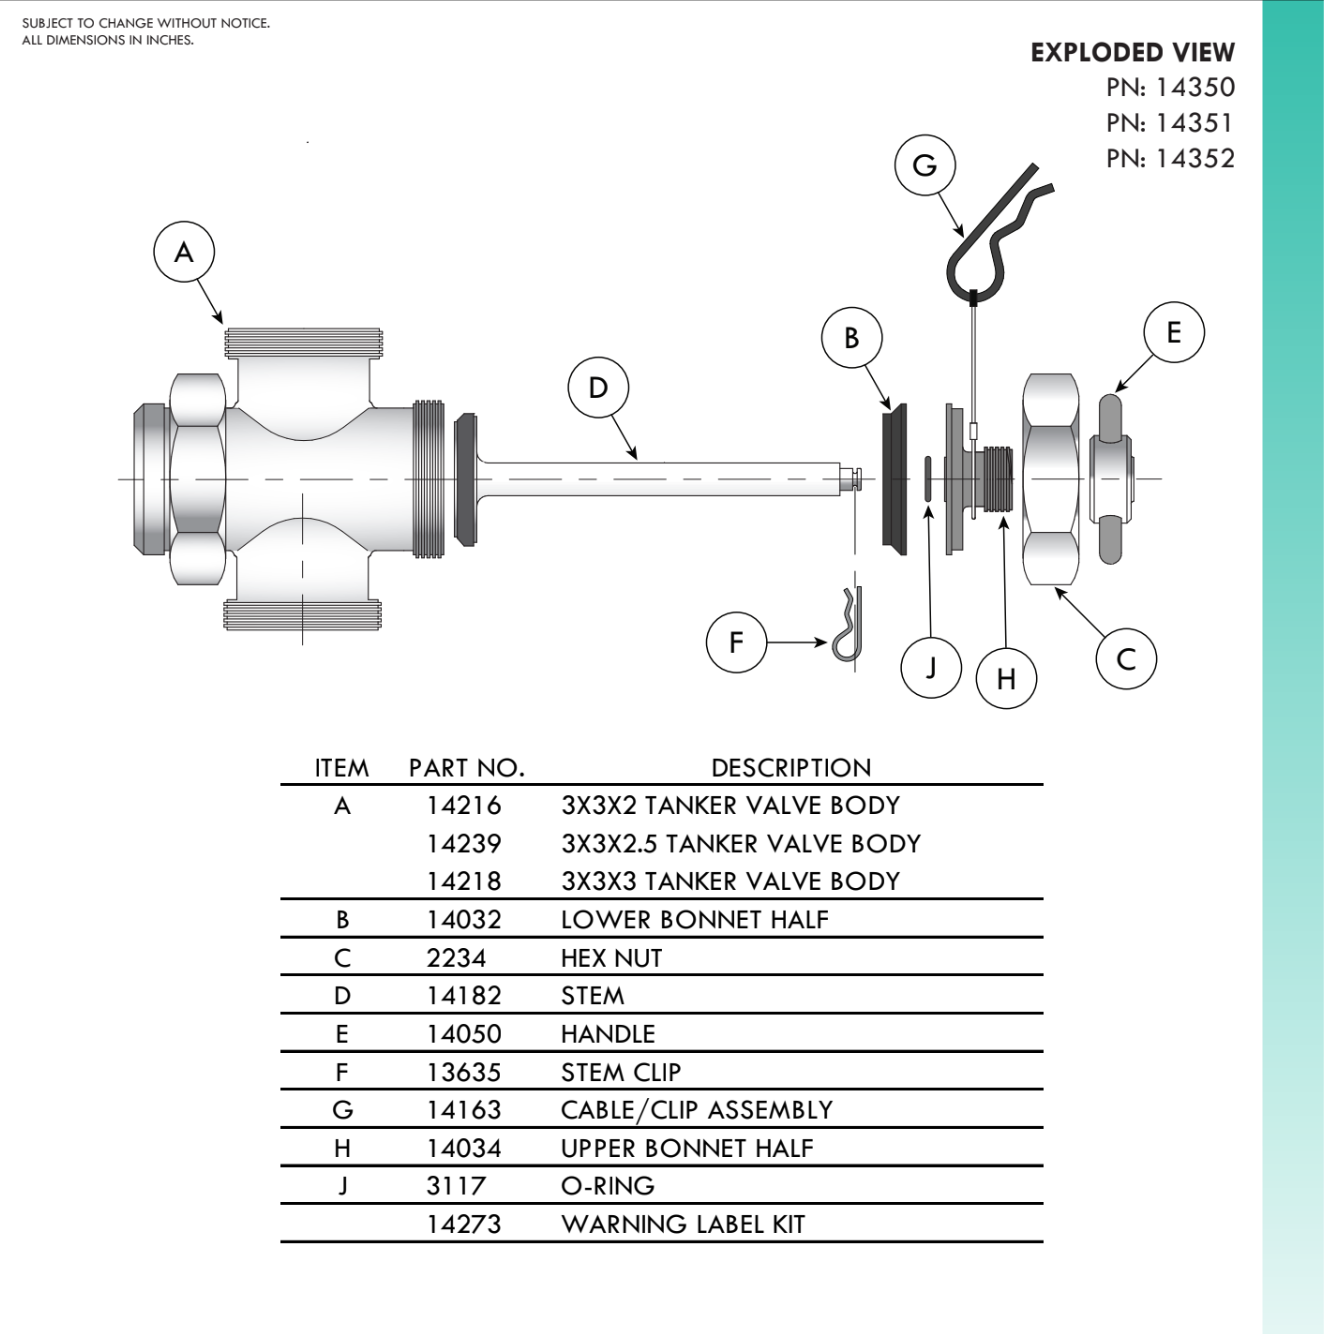 SUBJECT TO CHANGE WITHOUT NOTICE.
ALL DIMENSIONS IN INCHES.
EXPLODED VIEW
PN: 14350
PN: 14351
PN: 14352
G
A
B
E
D
F
J
H
C
ITEM PART NO. DESCRIPTION
A 14216 3X3X2 TANKER VALVE BODY
14239 3X3X2.5 TANKER VALVE BODY
14218 3X3X3 TANKER VALVE BODY
B 14032 LOWER BONNET HALF
C 2234 HEX NUT
D 14182 STEM
E 14050 HANDLE
F 13635 STEM CLIP
G 14163 CABLE/CLIP ASSEMBLY
H 14034 UPPER BONNET HALF
J 3117 O-RING
14273 WARNING LABEL KIT